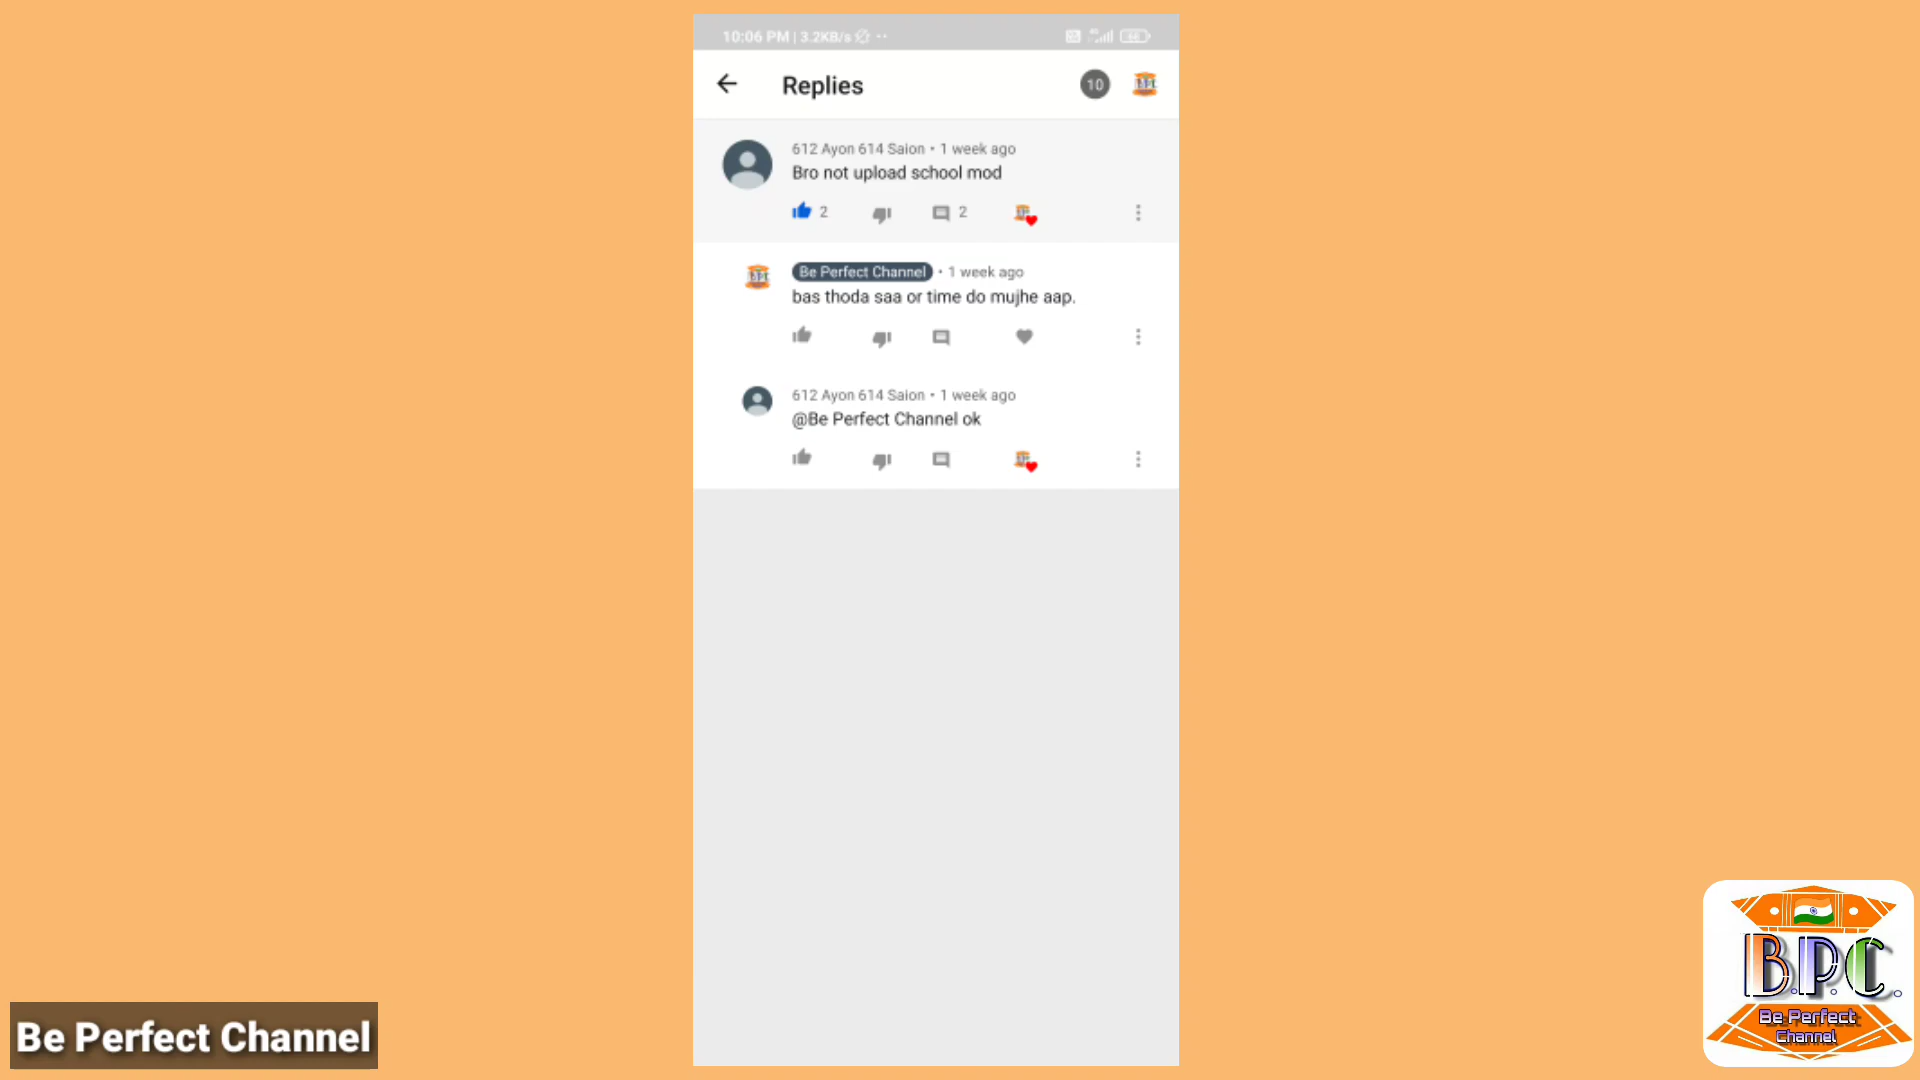 10:06 PM | 3.2KB/s
Replies
10
612 Ayon 614 Saion • 1 week ago
Bro not upload school mod
2
2
Be Perfect Channel • 1 week ago
bas thoda saa or time do mujhe aap.
612 Ayon 614 Saion • 1 week ago
@Be Perfect Channel ok
Be Perfect Channel
B.P.C.
Be Perfect
Channel